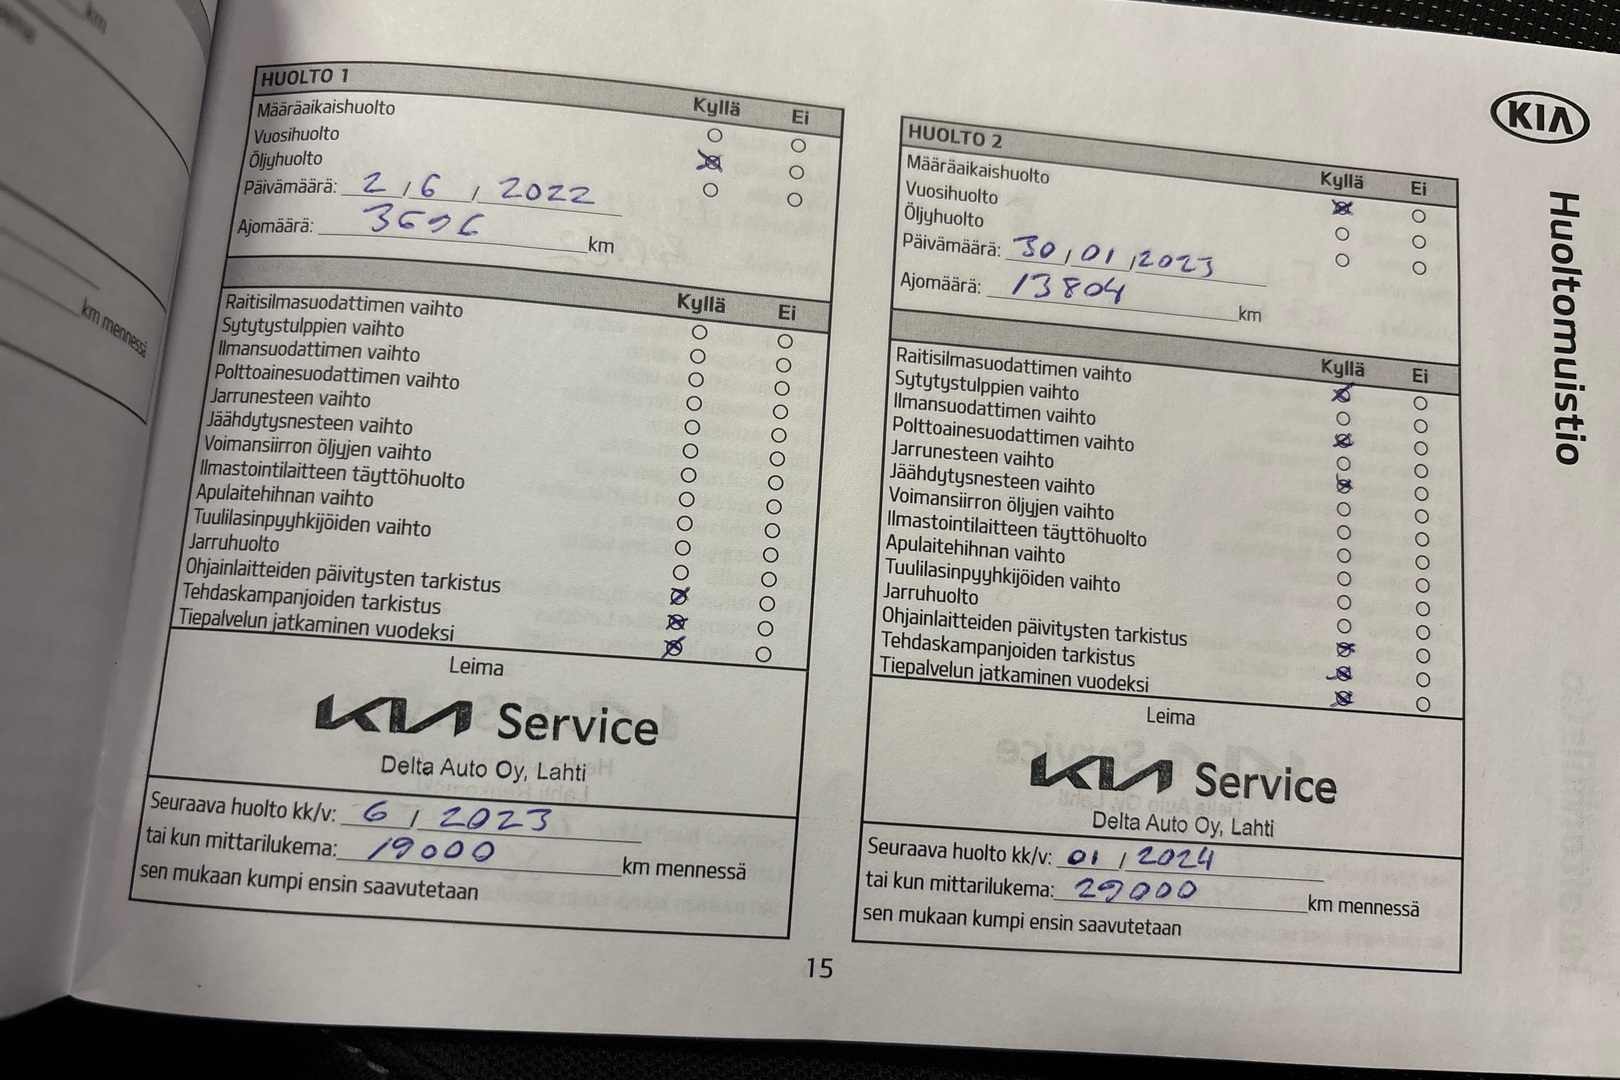 HUOLTO 1
Kyllä Ei
Määräaikaishuolto
Vuosihuolto
Öljyhuolto
Päivämäärä: 2 / 6 / 2022
Ajomäärä: km
Kyllä Ei
Raitisilmasuodattimen vaihto
Sytytystulppien vaihto
Ilmansuodattimen vaihto
Polttoainesuodattimen vaihto
Jarrunesteen vaihto
Jäähdytysnesteen vaihto
Voimansiirron öljyjen vaihto
Ilmastointilaitteen täyttöhuolto
Apulaitehihnan vaihto
Tuulilasinpyyhkijöiden vaihto
Jarruhuolto
Ohjainlaitteiden päivitysten tarkistus
Tehdaskampanjoiden tarkistus
Tiepalvelun jatkaminen vuodeksi
Leima
KIA Service
Delta Auto Oy, Lahti
Seuraava huolto kk/v: 6 / 2023
tai kun mittarilukema: 19000 km mennessä
sen mukaan kumpi ensin saavutetaan
HUOLTO 2
Kyllä Ei
Määräaikaishuolto
Vuosihuolto
Öljyhuolto
Päivämäärä: 30 / 01 / 2023
Ajomäärä: 13804 km
Kyllä Ei
Raitisilmasuodattimen vaihto
Sytytystulppien vaihto
Ilmansuodattimen vaihto
Polttoainesuodattimen vaihto
Jarrunesteen vaihto
Jäähdytysnesteen vaihto
Voimansiirron öljyjen vaihto
Ilmastointilaitteen täyttöhuolto
Apulaitehihnan vaihto
Tuulilasinpyyhkijöiden vaihto
Jarruhuolto
Ohjainlaitteiden päivitysten tarkistus
Tehdaskampanjoiden tarkistus
Tiepalvelun jatkaminen vuodeksi
Leima
KIA Service
Delta Auto Oy, Lahti
Seuraava huolto kk/v: 01 / 2024
tai kun mittarilukema: 29000 km mennessä
sen mukaan kumpi ensin saavutetaan
KIA
Huoltomuistio
15
km
km mennessä